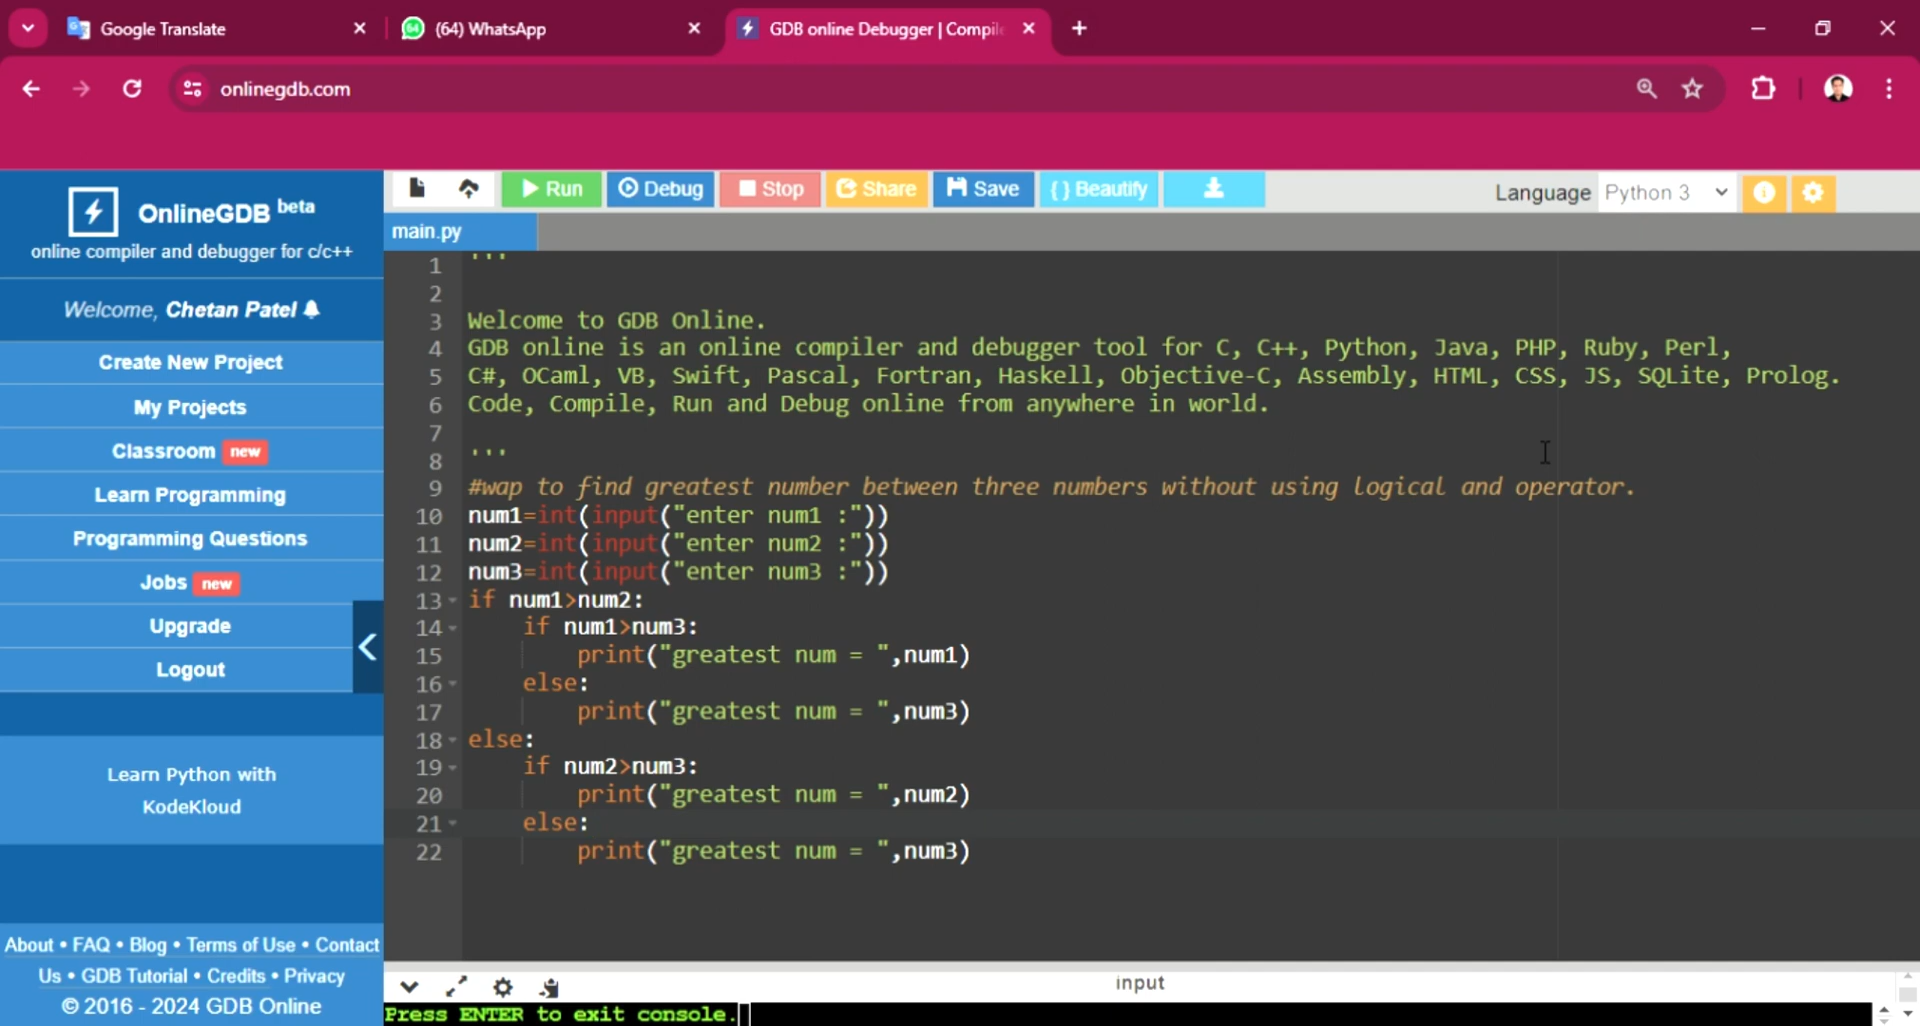 Google Translate
(64) WhatsApp
GDB online Debugger | Compile
onlinegdb.com
OnlineGDB beta
online compiler and debugger for c/c++
Welcome, Chetan Patel
Create New Project
My Projects
Classroom new
Learn Programming
Programming Questions
Jobs new
Upgrade
Logout
Learn Python with
KodeKloud
About • FAQ • Blog • Terms of Use • Contact
Us • GDB Tutorial • Credits • Privacy
© 2016 - 2024 GDB Online
Run Debug Stop Share Save { } Beautify
Language Python 3
main.py
1 '''
2
3 Welcome to GDB Online.
4 GDB online is an online compiler and debugger tool for C, C++, Python, Java, PHP, Ruby, Perl,
5 C#, OCaml, VB, Swift, Pascal, Fortran, Haskell, Objective-C, Assembly, HTML, CSS, JS, SQLite, Prolog.
6 Code, Compile, Run and Debug online from anywhere in world.
7
8 '''
9 #wap to find greatest number between three numbers without using logical and operator.
10 num1=int(input("enter num1 :"))
11 num2=int(input("enter num2 :"))
12 num3=int(input("enter num3 :"))
13 if num1>num2:
14     if num1>num3:
15         print("greatest num = ",num1)
16     else:
17         print("greatest num = ",num3)
18 else:
19     if num2>num3:
20         print("greatest num = ",num2)
21     else:
22         print("greatest num = ",num3)
input
Press ENTER to exit console.